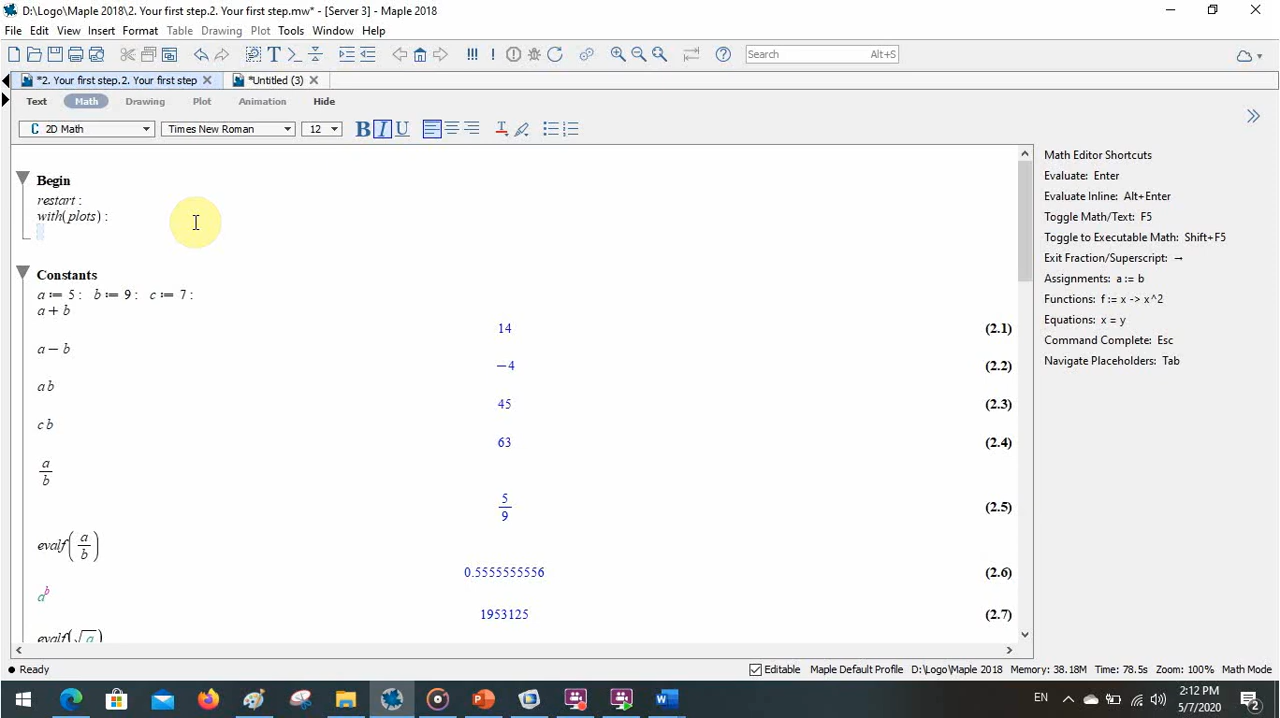 D:\Logo\Maple 2018\2. Your first step.2. Your first step.mw* - [Server 3] - Maple 2018
File Edit View Insert Format Table Drawing Plot Tools Window Help
Search Alt+S
*2. Your first step.2. Your first step *Untitled (3)
Text Math Drawing Plot Animation Hide
C 2D Math Times New Roman 12 B I U
Begin
restart :
with(plots) :
Constants
a := 5 : b := 9 : c := 7 :
a + b
14 (2.1)
a − b
−4 (2.2)
a b
45 (2.3)
c b
63 (2.4)
a/b
5/9 (2.5)
evalf(a/b)
0.5555555556 (2.6)
a^b
1953125 (2.7)
evalf(√a)
Math Editor Shortcuts
Evaluate: Enter
Evaluate Inline: Alt+Enter
Toggle Math/Text: F5
Toggle to Executable Math: Shift+F5
Exit Fraction/Superscript: →
Assignments: a := b
Functions: f := x -> x^2
Equations: x = y
Command Complete: Esc
Navigate Placeholders: Tab
Ready Editable Maple Default Profile D:\Logo\Maple 2018 Memory: 38.18M Time: 78.5s Zoom: 100% Math Mode
EN 2:12 PM
5/7/2020 2